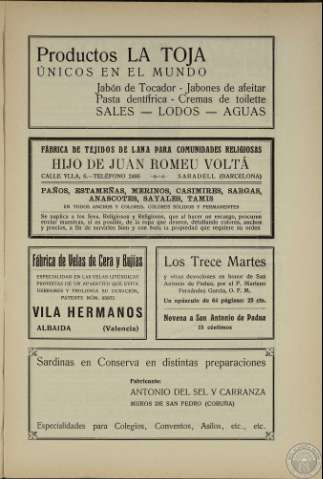 Productos LA TOJA
ÚNICOS EN EL MUNDO
Jabón de Tocador - Jabones de afeitar
Pasta dentífrica - Cremas de toilette
SALES — LODOS — AGUAS
FÁBRICA DE TEJIDOS DE LANA PARA COMUNIDADES RELIGIOSAS
HIJO DE JUAN ROMEU VOLTÁ
CALLE VILLA, 6.—TELÉFONO SABADELL (BARCELONA)
PAÑOS, ESTAMEÑAS, MERINOS, CASIMIRES, SARGAS,
ANASCOTES, SAYALES, TAMIS
EN TODOS ANCHOS Y COLORES, COLORES SÓLIDOS Y PERMANENTES
Se suplica a los Sres. Religiosos y Religiosas, que al hacer un encargo, procuren
enviar muestras, si es posible, de la ropa que deseen, detallando colores, anchos
y precios, a fin de servirles bien y con toda la propiedad que requiere su orden
Fábrica de Velas de Cera y Bujías
ESPECIALIDAD EN LAS VELAS LITÚRGICAS
PROVISTAS DE UN APARATITO QUE EVITA
DERRAMES Y PROLONGA SU DURACIÓN,
PATENTE NÚM.
VILA HERMANOS
ALBAIDA (Valencia)
Los Trece Martes
y otras devociones en honor de San
Antonio de Padua, por el P. Mariano
Fernández García, O. F. M.
Un opúsculo de 64 páginas: 25 cts.
Novena a San Antonio de Padua
15 céntimos
Sardinas en Conserva en distintas preparaciones
Fabricante:
ANTONIO DEL SEL Y CARRANZA
MUROS DE SAN PEDRO (CORUÑA)
Especialidades para Colegios, Conventos, Asilos, etc., etc.